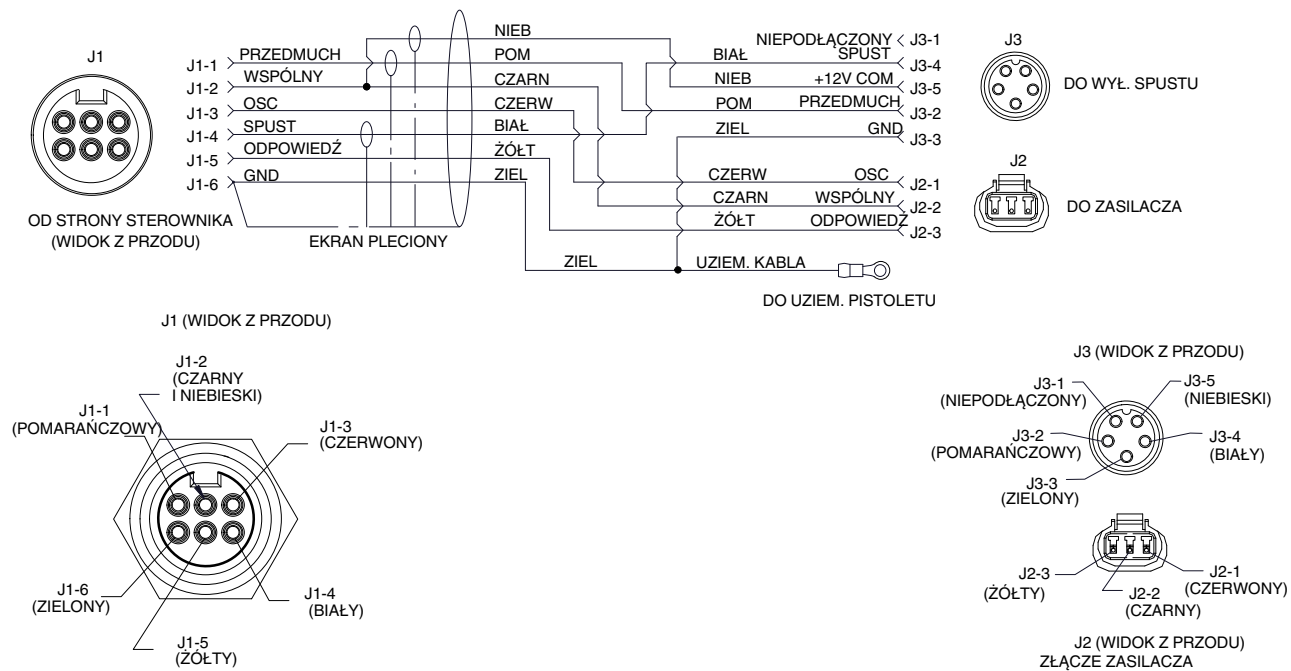 J1
J1-1
J1-2
J1-3
J1-4
J1-5
J1-6
PRZEDMUCH
WSPÓLNY
OSC
SPUST
ODPOWIEDŹ
GND
OD STRONY STEROWNIKA
(WIDOK Z PRZODU)
EKRAN PLECIONY
NIEB
POM
CZARN
CZERW
BIAŁ
ŻÓŁT
ZIEL
ZIEL
NIEPODŁĄCZONY J3-1
BIAŁ SPUST J3-4
NIEB +12V COM J3-5
POM PRZEDMUCH J3-2
ZIEL GND J3-3
CZERW OSC J2-1
CZARN WSPÓLNY J2-2
ŻÓŁT ODPOWIEDŹ J2-3
UZIEM. KABLA
DO UZIEM. PISTOLETU
J3
DO WYŁ. SPUSTU
J2
DO ZASILACZA
J1 (WIDOK Z PRZODU)
J1-2
(CZARNY
I NIEBIESKI)
J1-1
(POMARAŃCZOWY)
J1-3
(CZERWONY)
J1-6
(ZIELONY)
J1-4
(BIAŁY)
J1-5
(ŻÓŁTY)
J3 (WIDOK Z PRZODU)
J3-1
(NIEPODŁĄCZONY)
J3-5
(NIEBIESKI)
J3-2
(POMARAŃCZOWY)
J3-4
(BIAŁY)
J3-3
(ZIELONY)
J2-3
(ŻÓŁTY)
J2-2
(CZARNY)
J2-1
(CZERWONY)
J2 (WIDOK Z PRZODU)
ZŁĄCZE ZASILACZA